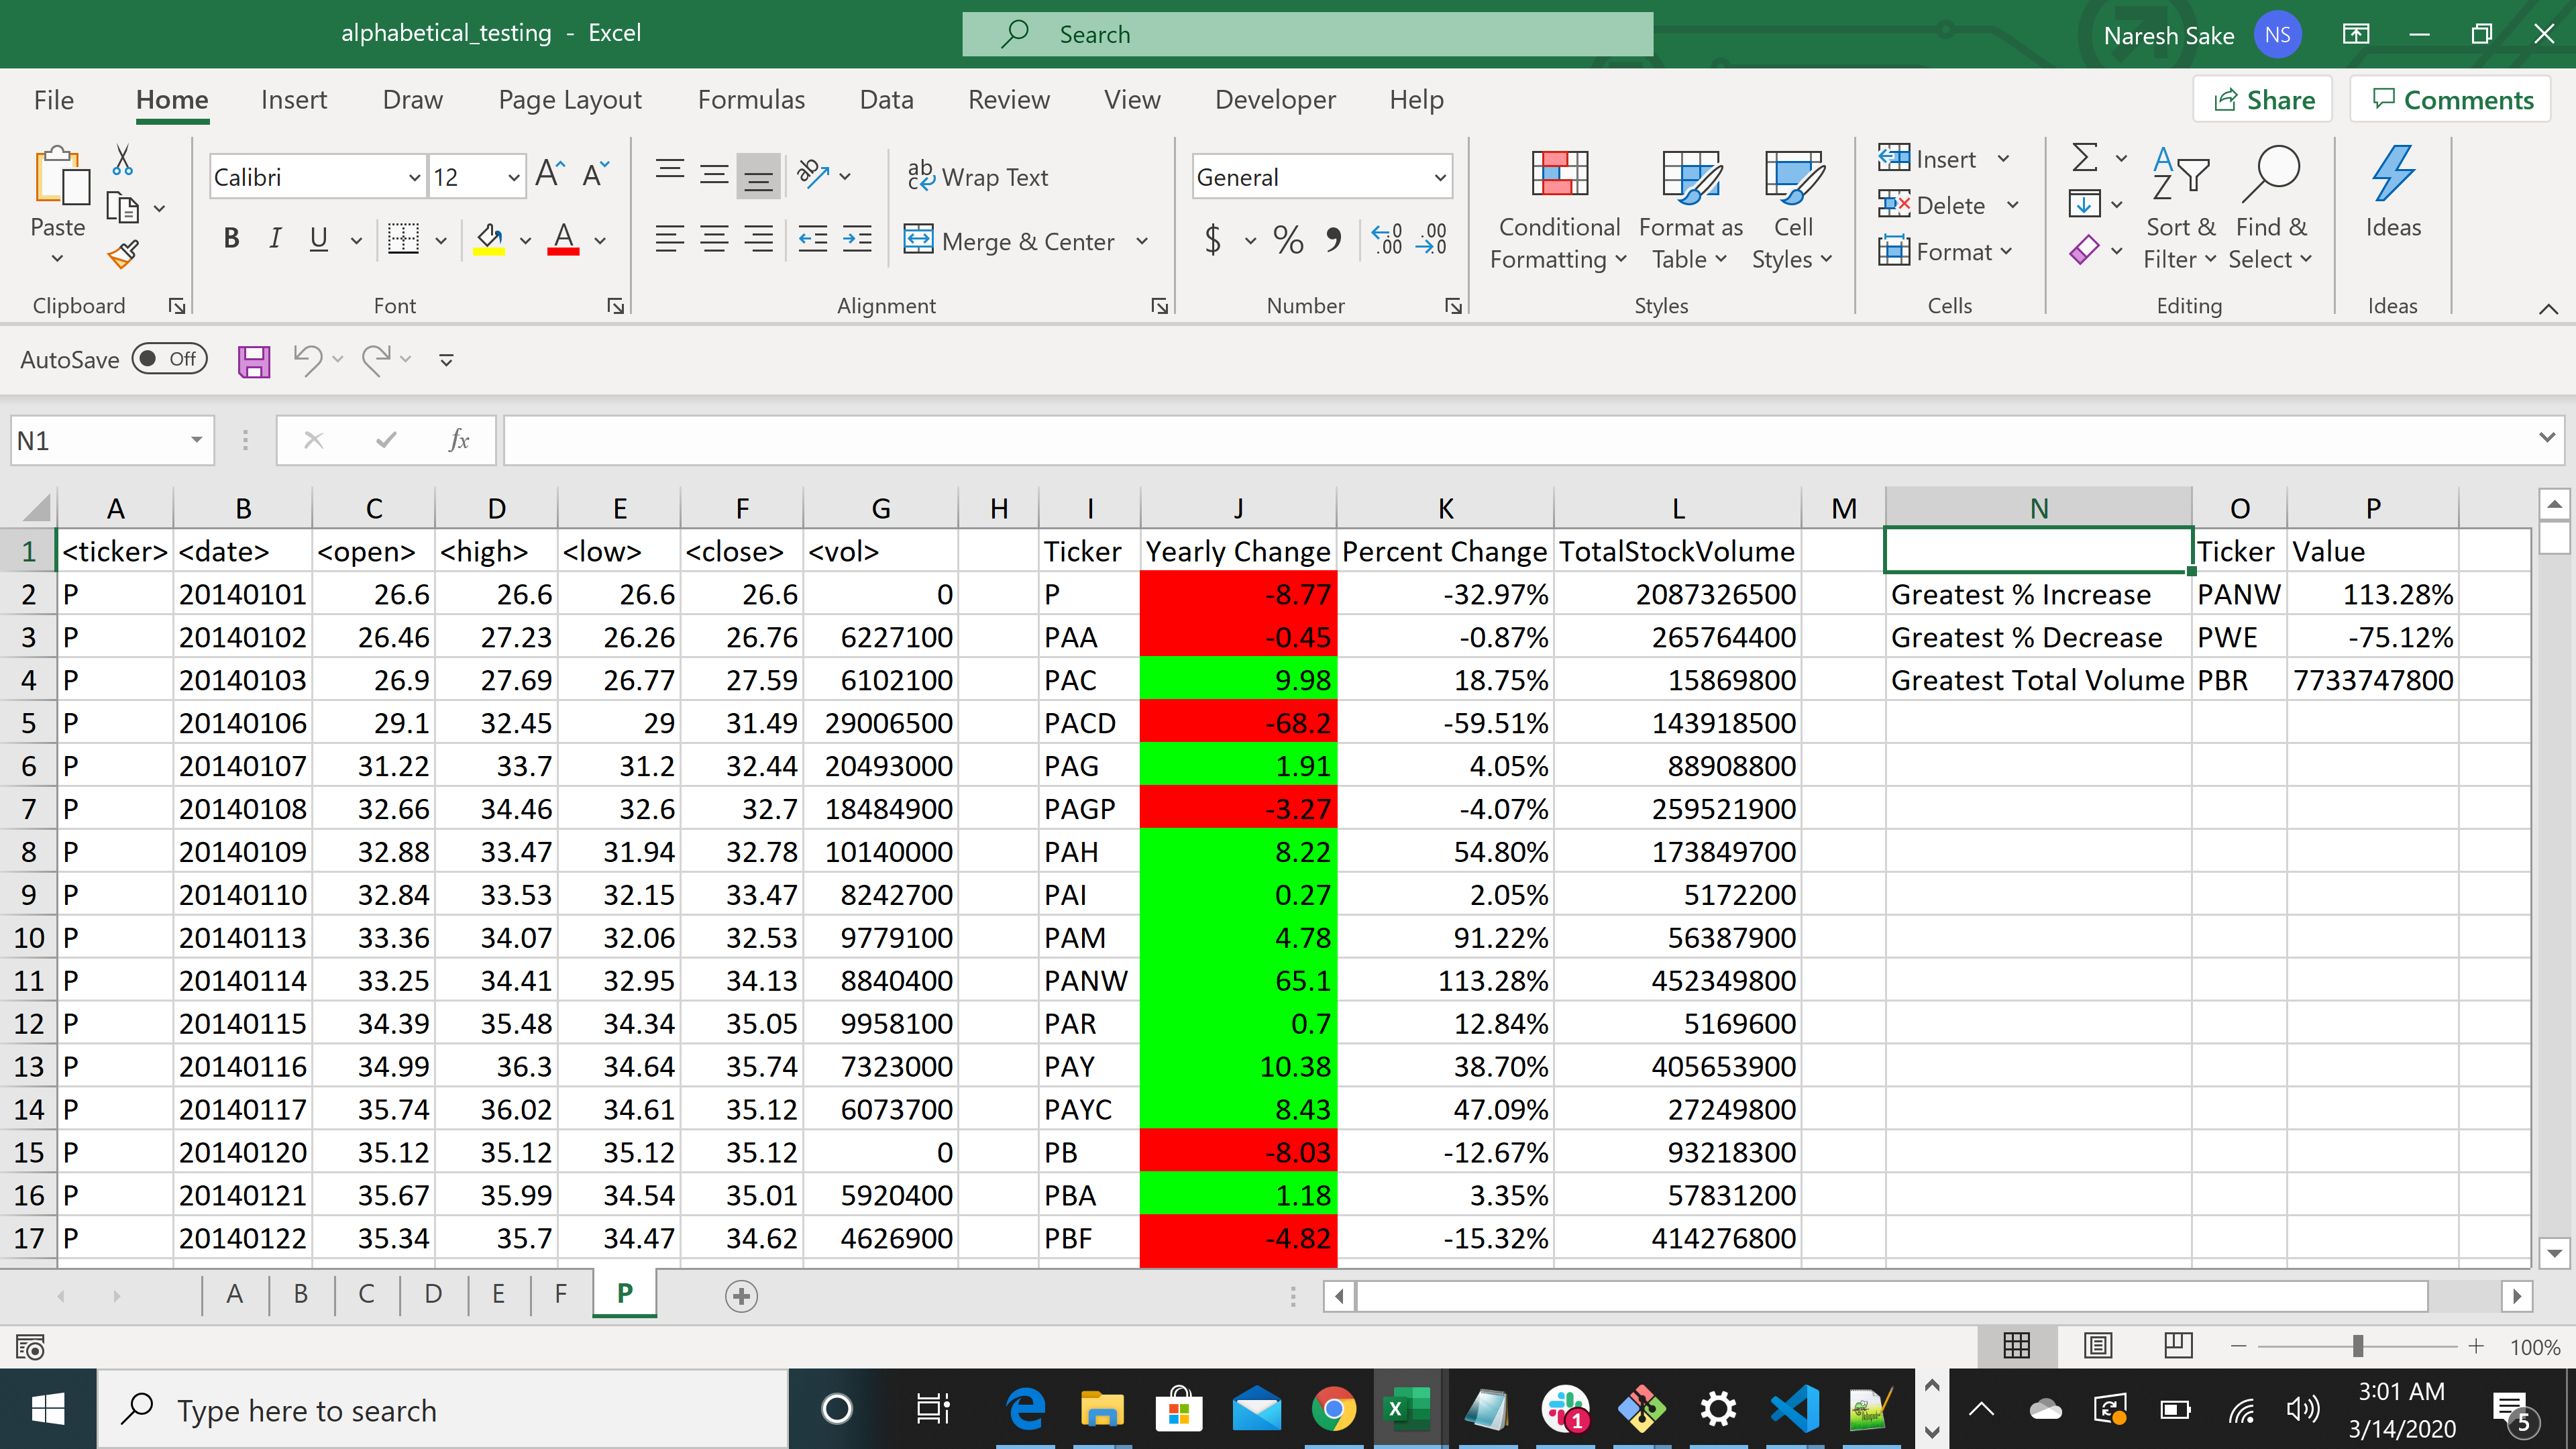 alphabetical_testing - Excel
Search
Naresh Sake NS
File Home Insert Draw Page Layout Formulas Data Review View Developer Help Share Comments
Paste
Clipboard
Calibri 12
B I U
Font
Wrap Text
Merge & Center
Alignment
General
$ % 9
Number
Conditional Formatting
Format as Table
Cell Styles
Styles
Insert
Delete
Format
Cells
Sort & Filter
Find & Select
Editing
Ideas
Ideas
AutoSave Off
N1 fx
A B C D E F G H I J K L M N O P
1 <ticker> <date> <open> <high> <low> <close> <vol> Ticker Yearly Change Percent Change TotalStockVolume Ticker Value
2 P 20140101 26.6 26.6 26.6 26.6 0 P -8.77 -32.97% 2087326500 Greatest % Increase PANW 113.28%
3 P 20140102 26.46 27.23 26.26 26.76 6227100 PAA -0.45 -0.87% 265764400 Greatest % Decrease PWE -75.12%
4 P 20140103 26.9 27.69 26.77 27.59 6102100 PAC 9.98 18.75% 15869800 Greatest Total Volume PBR 7733747800
5 P 20140106 29.1 32.45 29 31.49 29006500 PACD -68.2 -59.51% 143918500
6 P 20140107 31.22 33.7 31.2 32.44 20493000 PAG 1.91 4.05% 88908800
7 P 20140108 32.66 34.46 32.6 32.7 18484900 PAGP -3.27 -4.07% 259521900
8 P 20140109 32.88 33.47 31.94 32.78 10140000 PAH 8.22 54.80% 173849700
9 P 20140110 32.84 33.53 32.15 33.47 8242700 PAI 0.27 2.05% 5172200
10 P 20140113 33.36 34.07 32.06 32.53 9779100 PAM 4.78 91.22% 56387900
11 P 20140114 33.25 34.41 32.95 34.13 8840400 PANW 65.1 113.28% 452349800
12 P 20140115 34.39 35.48 34.34 35.05 9958100 PAR 0.7 12.84% 5169600
13 P 20140116 34.99 36.3 34.64 35.74 7323000 PAY 10.38 38.70% 405653900
14 P 20140117 35.74 36.02 34.61 35.12 6073700 PAYC 8.43 47.09% 27249800
15 P 20140120 35.12 35.12 35.12 35.12 0 PB -8.03 -12.67% 93218300
16 P 20140121 35.67 35.99 34.54 35.01 5920400 PBA 1.18 3.35% 57831200
17 P 20140122 35.34 35.7 34.47 34.62 4626900 PBF -4.82 -15.32% 414276800
A B C D E F P
100%
Type here to search
1
3:01 AM
3/14/2020
5